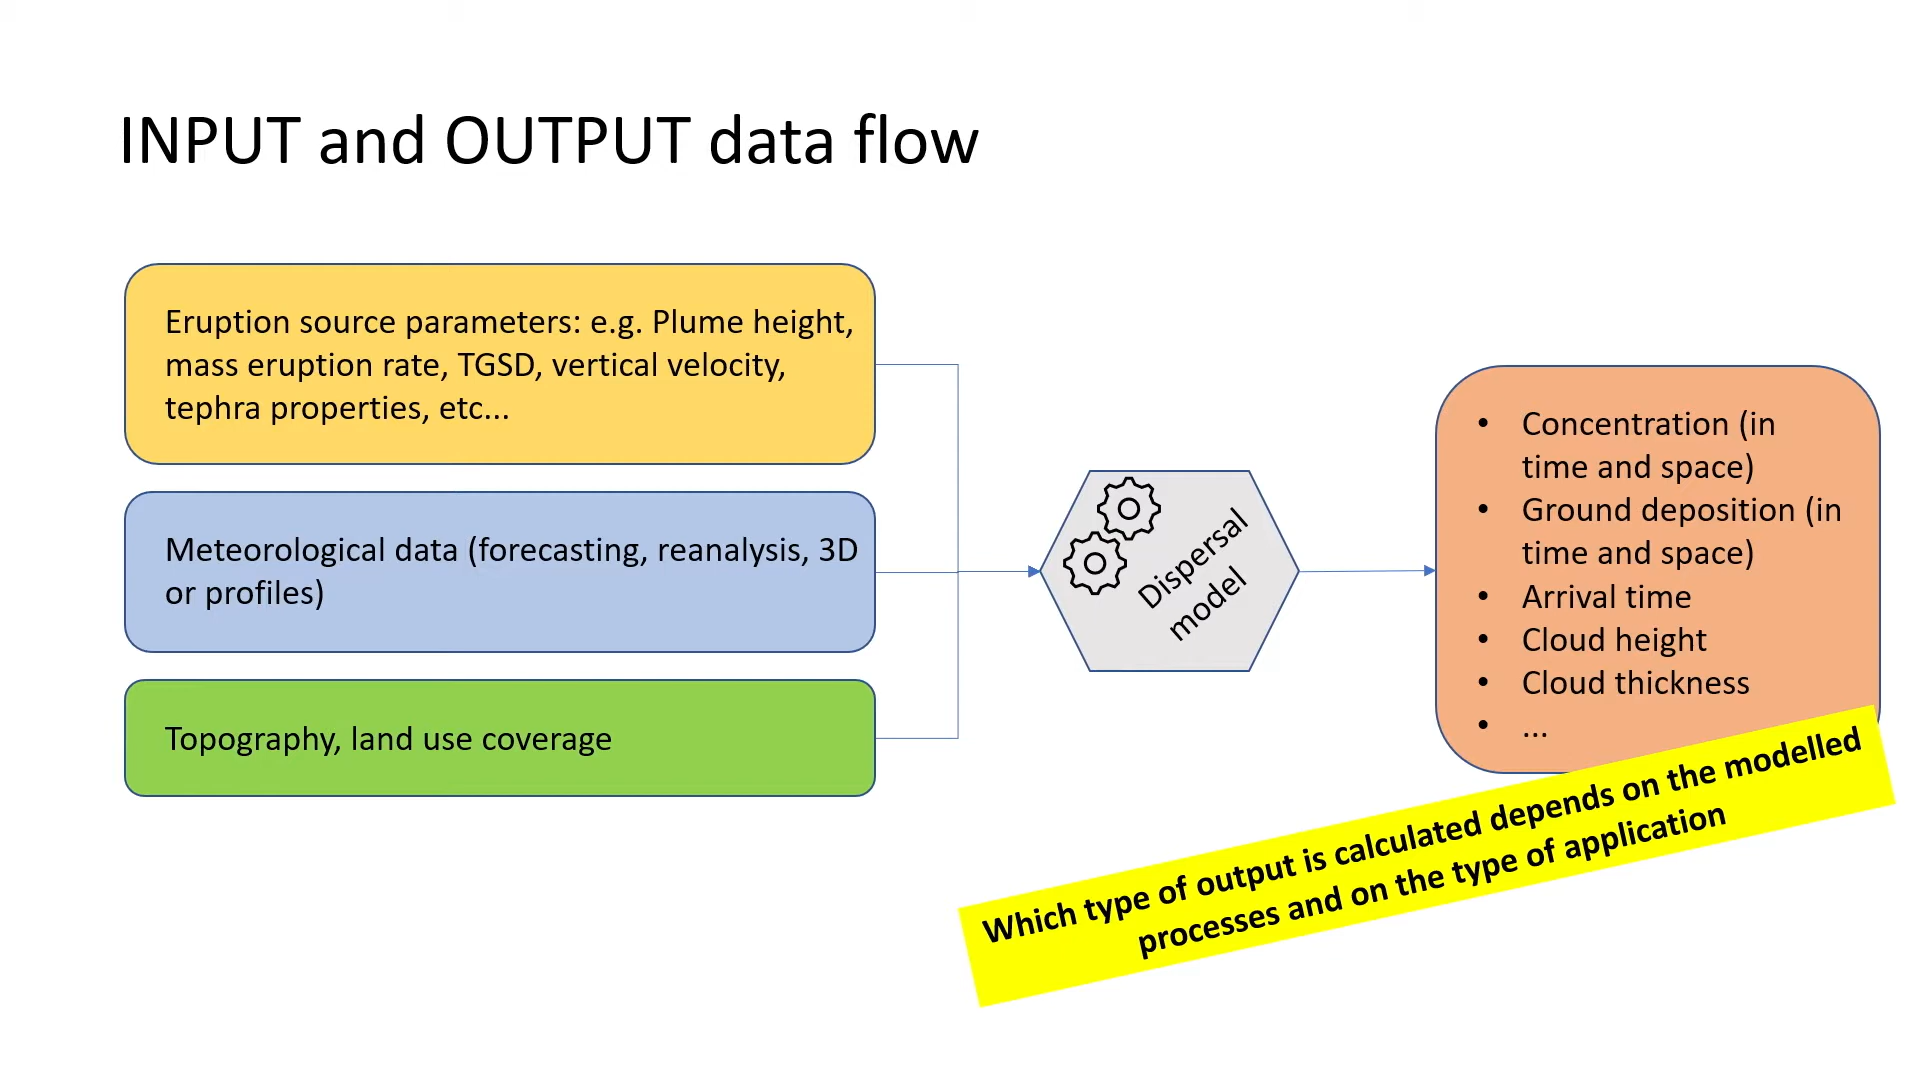 INPUT and OUTPUT data flow
Eruption source parameters: e.g. Plume height,
mass eruption rate, TGSD, vertical velocity,
tephra properties, etc...
Meteorological data (forecasting, reanalysis, 3D
or profiles)
Topography, land use coverage
Dispersal
model
• Concentration (in
time and space)
• Ground deposition (in
time and space)
• Arrival time
• Cloud height
• Cloud thickness
• ...
Which type of output is calculated depends on the modelled
processes and on the type of application